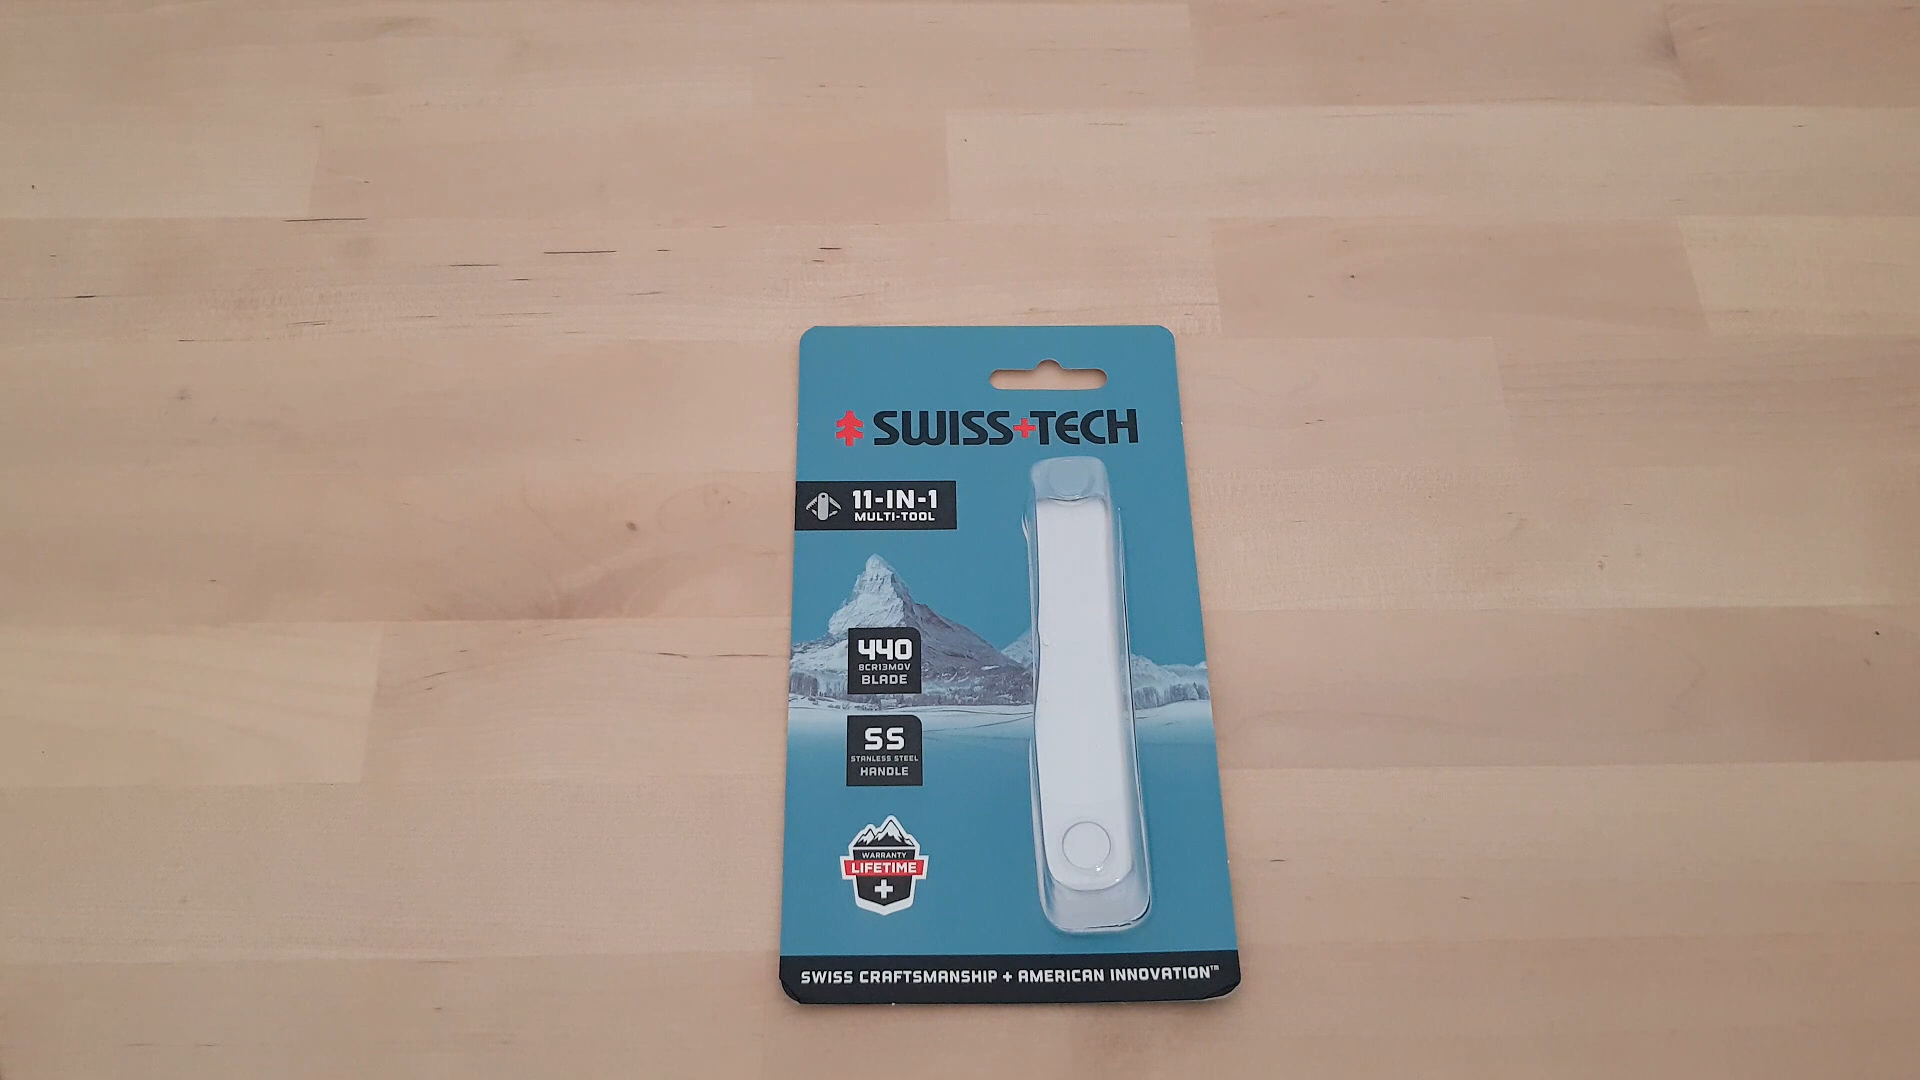 SWISS+TECH
11-IN-1
MULTI-TOOL
440
8CR13MOV
BLADE
SS
STANLESS STEEL
HANDLE
WARRANTY
LIFETIME
SWISS CRAFTSMANSHIP + AMERICAN INNOVATION™